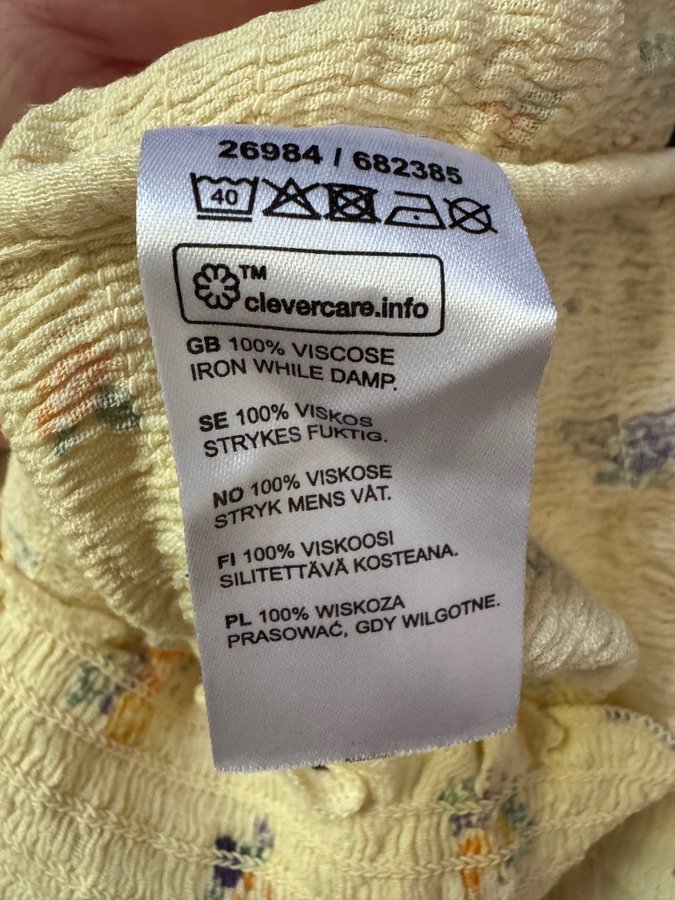 26984 / 682385
40
TM
clevercare.info
GB 100% VISCOSE
IRON WHILE DAMP.
SE 100% VISKOS
STRYKES FUKTIG.
NO 100% VISKOSE
STRYK MENS VÅT.
FI 100% VISKOOSI
SILITETTÄVÄ KOSTEANA.
PL 100% WISKOZA
PRASOWAĆ, GDY WILGOTNE.